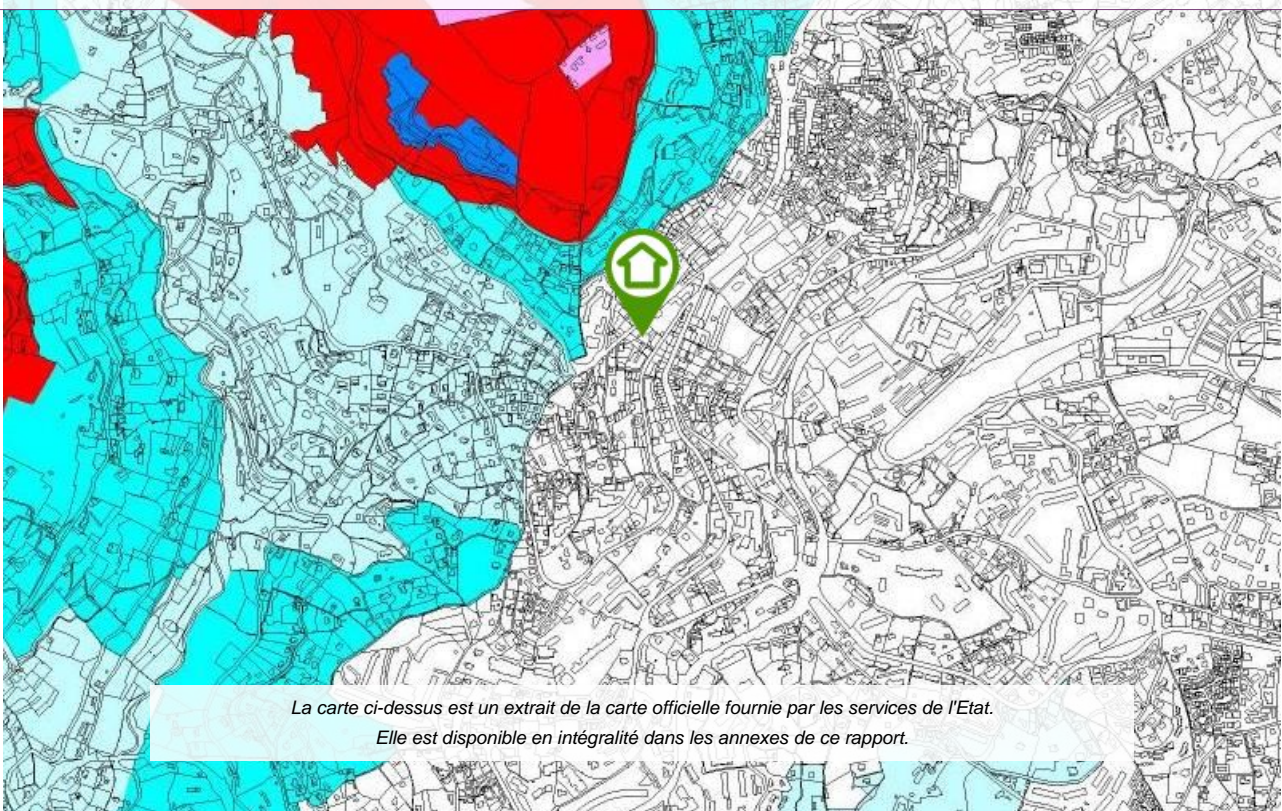 La carte ci-dessus est un extrait de la carte officielle fournie par les services de l'Etat.
Elle est disponible en intégralité dans les annexes de ce rapport.